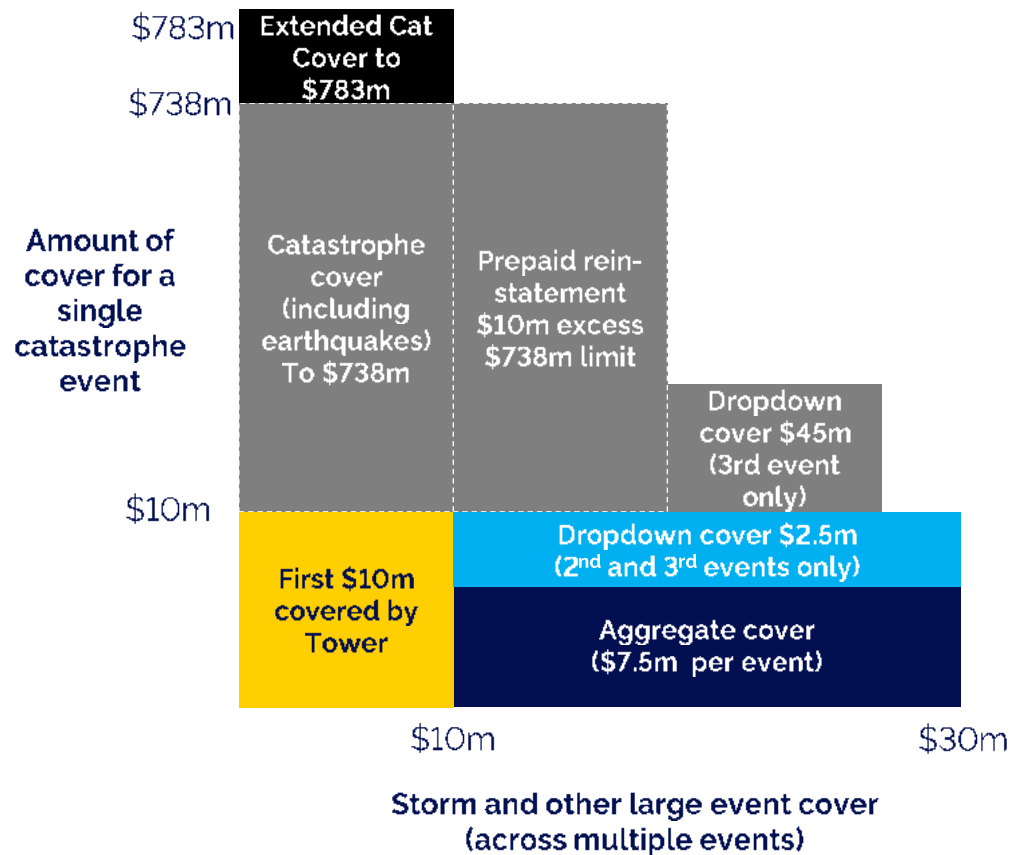 $783m
Extended Cat
Cover to
$783m
$738m
Amount of
cover for a
single
catastrophe
event
Catastrophe
cover
(including
earthquakes)
To $738m
Prepaid rein-
statement
$10m excess
$738m limit
Dropdown
cover $45m
(3rd event
only)
$10m
First $10m
covered by
Tower
Dropdown cover $2.5m
(2nd and 3rd events only)
Aggregate cover
($7.5m per event)
$10m
$30m
Storm and other large event cover
(across multiple events)